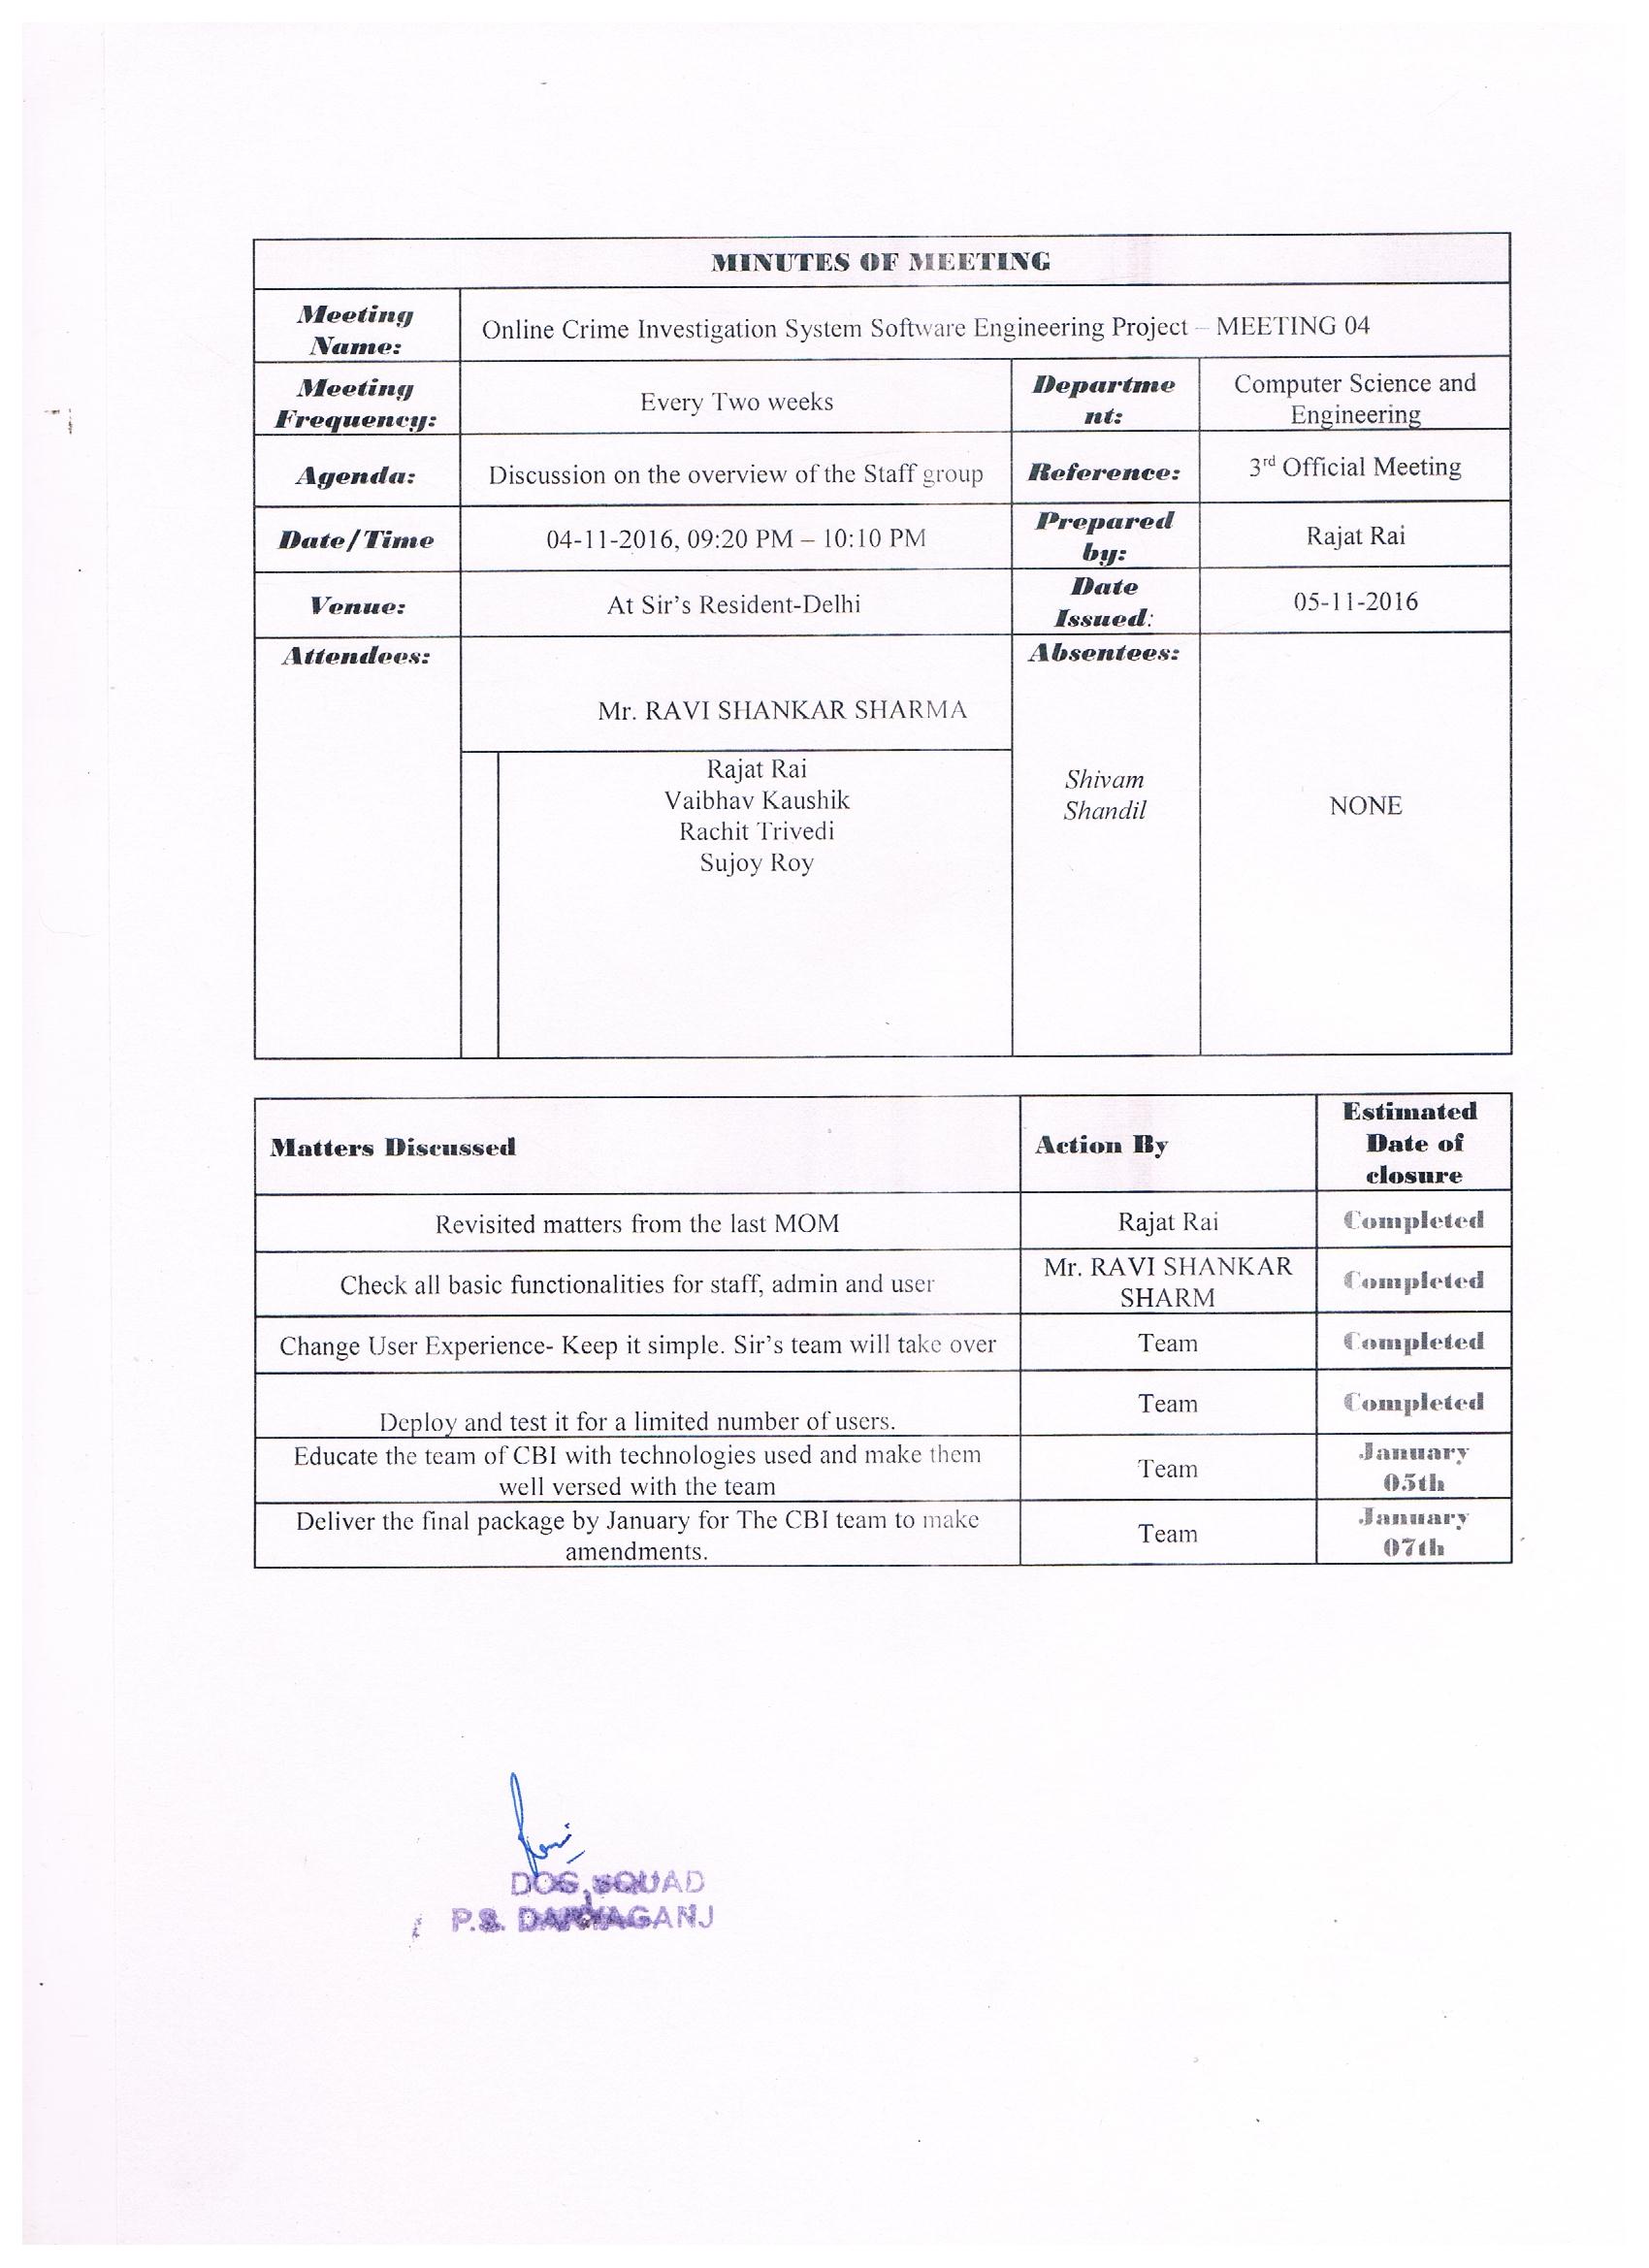 MINUTES OF MEETING
Meeting
Name:
Online Crime Investigation System Software Engineering Project – MEETING 04
Meeting
Frequency:
Every Two weeks
Departme
nt:
Computer Science and
Engineering
Agenda:
Discussion on the overview of the Staff group
Reference:
3rd Official Meeting
Date/Time
04-11-2016, 09:20 PM – 10:10 PM
Prepared
by:
Rajat Rai
Venue:
At Sir's Resident-Delhi
Date
Issued:
05-11-2016
Attendees:
Mr. RAVI SHANKAR SHARMA
Rajat Rai
Vaibhav Kaushik
Rachit Trivedi
Sujoy Roy
Absentees:
Shivam
Shandil
NONE
Matters Discussed
Action By
Estimated
Date of
closure
Revisited matters from the last MOM
Rajat Rai
Completed
Check all basic functionalities for staff, admin and user
Mr. RAVI SHANKAR
SHARM
Completed
Change User Experience- Keep it simple. Sir's team will take over
Team
Completed
Deploy and test it for a limited number of users.
Team
Completed
Educate the team of CBI with technologies used and make them
well versed with the team
Team
January
05th
Deliver the final package by January for The CBI team to make
amendments.
Team
January
07th
DOG SQUAD
P.S. DARYAGANJ